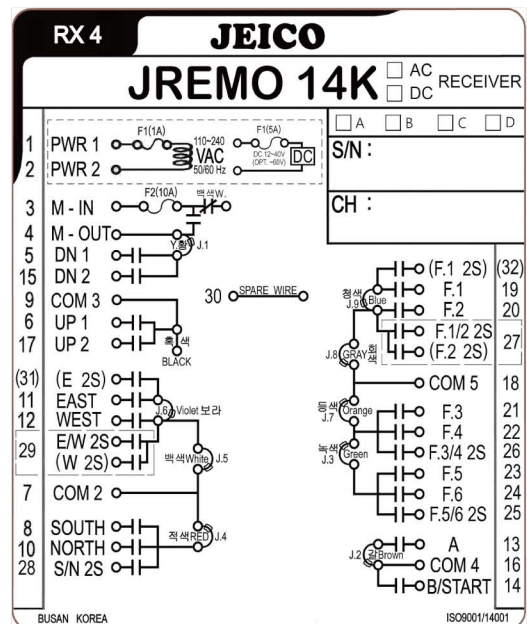 RX 4
JEICO
JREMO 14K
AC
DC
RECEIVER
A B C D
S/N :
CH :
1 PWR 1 F1(1A) 110~240 VAC 50/60 Hz F1(5A) DC 12~40V (OPT. ~60V) DC
2 PWR 2
3 M - IN F2(10A) 백색W.
4 M - OUT
Y.황 J.1
5 DN 1
15 DN 2
9 COM 3
6 UP 1
17 UP 2
흑색
BLACK
30 SPARE WIRE
(31) (E 2S)
11 EAST
12 WEST
J.6 Violet 보라
29 E/W 2S
(W 2S)
백색White J.5
7 COM 2
8 SOUTH
10 NORTH
28 S/N 2S
적색RED J.4
(F.1 2S) (32)
F.1 19
F.2 20
청색 J.9 Blue
F.1/2 2S
(F.2 2S) 27
J.8 GRAY 회색
COM 5 18
등색 Orange J.7
F.3 21
F.4 22
F.3/4 2S 26
녹색 Green J.3
F.5 23
F.6 24
F.5/6 2S 25
A 13
J.2 갈Brown
COM 4 16
B/START 14
BUSAN KOREA
ISO9001/14001